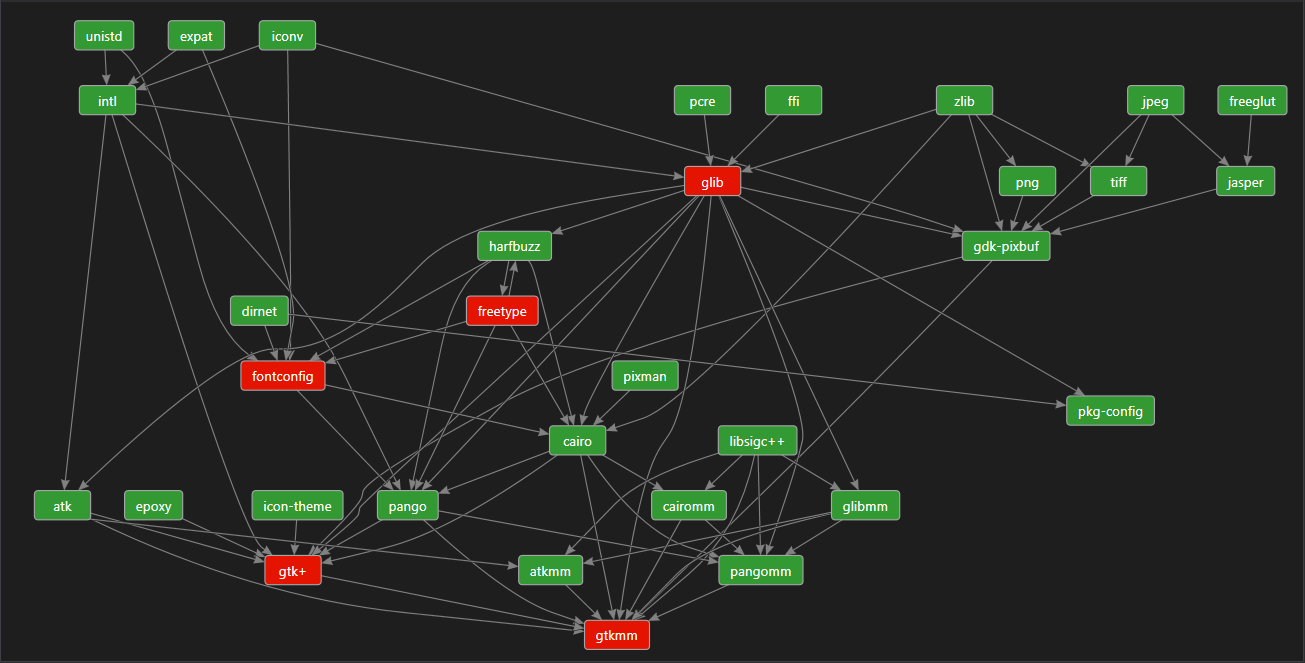 unistd
expat
iconv
intl
pcre
ffi
zlib
jpeg
freeglut
glib
png
tiff
jasper
harfbuzz
gdk-pixbuf
dirnet
freetype
fontconfig
pixman
pkg-config
cairo
libsigc++
atk
epoxy
icon-theme
pango
cairomm
glibmm
gtk+
atkmm
pangomm
gtkmm